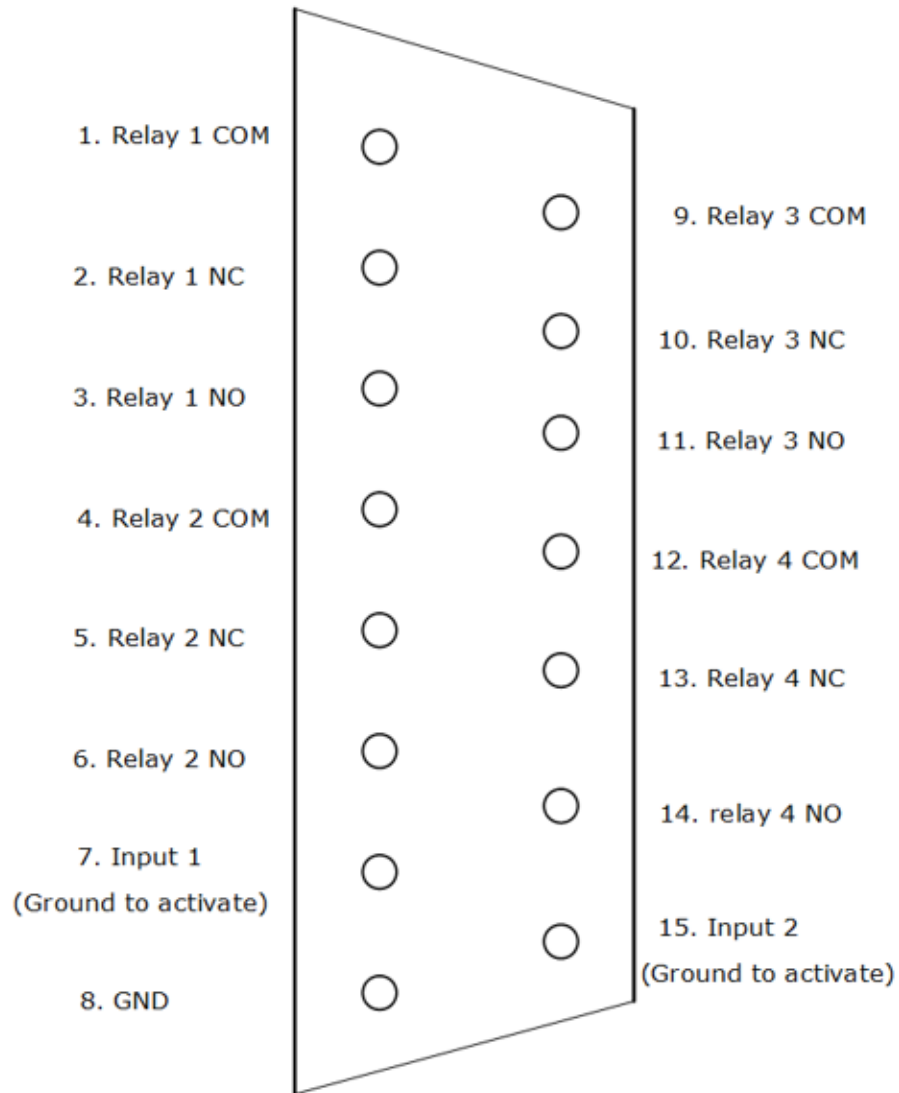 1. Relay 1 COM
2. Relay 1 NC
3. Relay 1 NO
4. Relay 2 COM
5. Relay 2 NC
6. Relay 2 NO
7. Input 1
(Ground to activate)
8. GND
9. Relay 3 COM
10. Relay 3 NC
11. Relay 3 NO
12. Relay 4 COM
13. Relay 4 NC
14. relay 4 NO
15. Input 2
(Ground to activate)